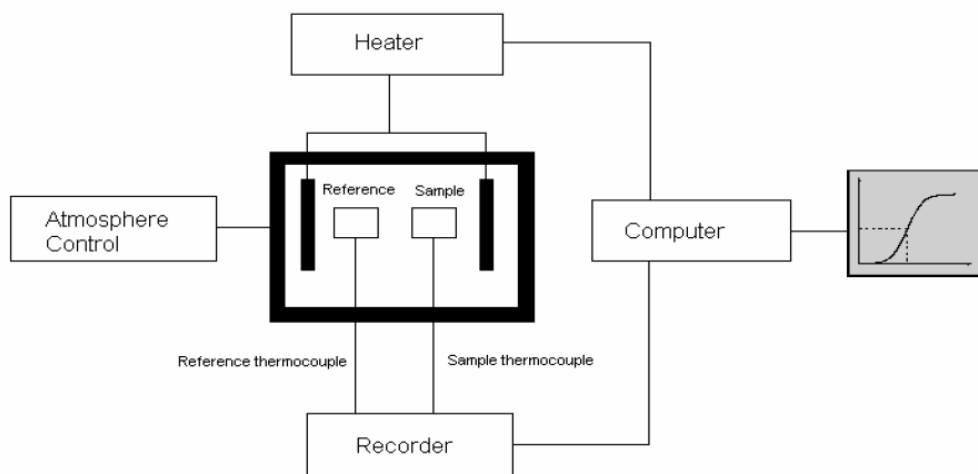 Heater
Reference
Sample
Atmosphere
Control
Computer
Reference thermocouple
Sample thermocouple
Recorder